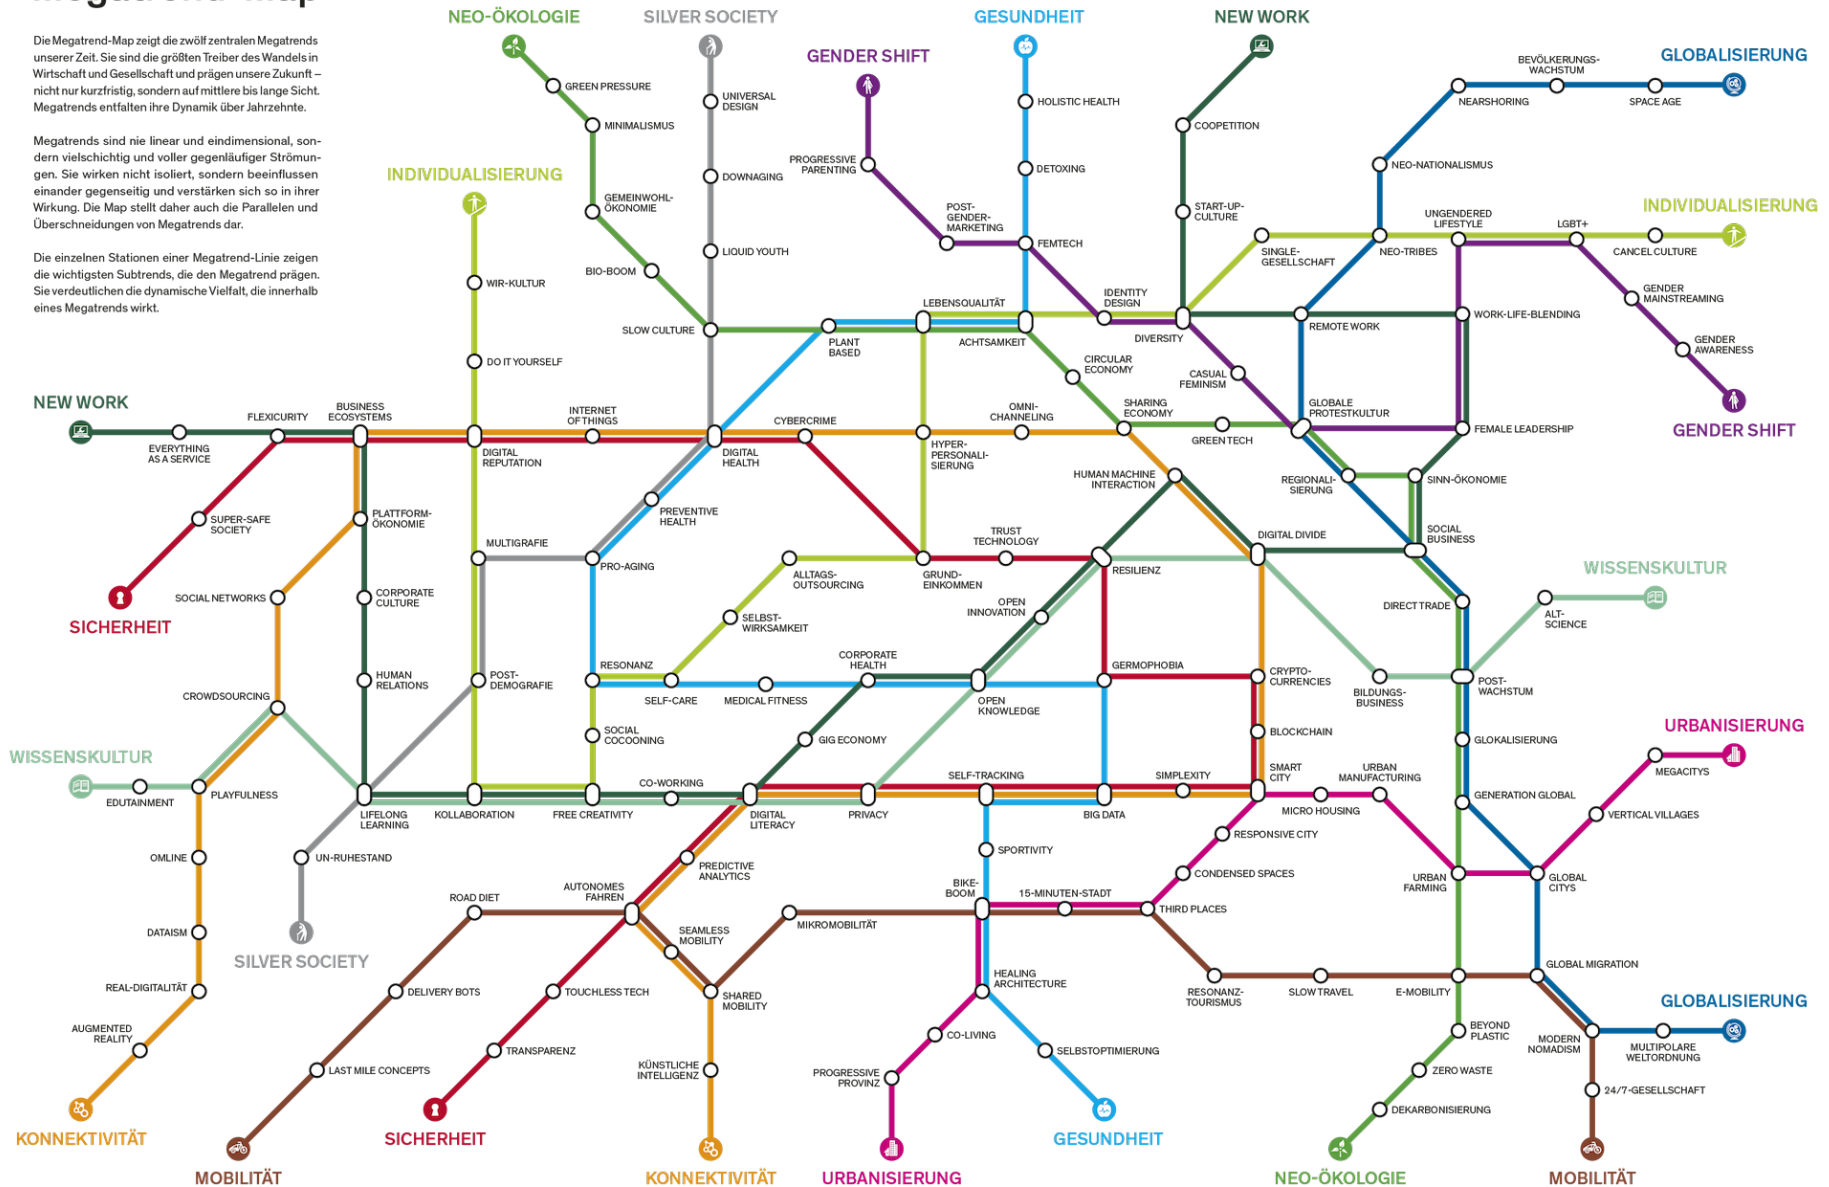 Megatrend-Map
Die Megatrend-Map zeigt die zwölf zentralen Megatrends
unserer Zeit. Sie sind die größten Treiber des Wandels in
Wirtschaft und Gesellschaft und prägen unsere Zukunft –
nicht nur kurzfristig, sondern auf mittlere bis lange Sicht.
Megatrends entfalten ihre Dynamik über Jahrzehnte.
Megatrends sind nie linear und eindimensional, son-
dern vielschichtig und voller gegenläufiger Strömun-
gen. Sie wirken nicht isoliert, sondern beeinflussen
einander gegenseitig und verstärken sich so in ihrer
Wirkung. Die Map stellt daher auch die Parallelen und
Überschneidungen von Megatrends dar.
Die einzelnen Stationen einer Megatrend-Linie zeigen
die wichtigsten Subtrends, die den Megatrend prägen.
Sie verdeutlichen die dynamische Vielfalt, die innerhalb
eines Megatrends wirkt.
NEO-ÖKOLOGIE
SILVER SOCIETY
GESUNDHEIT
NEW WORK
GENDER SHIFT
GLOBALISIERUNG
BEVÖLKERUNGS-
WACHSTUM
GREEN PRESSURE
UNIVERSAL
DESIGN
HOLISTIC HEALTH
NEARSHORING
SPACE AGE
MINIMALISMUS
COOPETITION
PROGRESSIVE
PARENTING
DETOXING
NEO-NATIONALISMUS
INDIVIDUALISIERUNG
DOWNAGING
GEMEINWOHL-
ÖKONOMIE
POST-
GENDER-
MARKETING
START-UP-
CULTURE
INDIVIDUALISIERUNG
UNGENDERED
LIFESTYLE
LGBT+
LIQUID YOUTH
FEMTECH
SINGLE-
GESELLSCHAFT
NEO-TRIBES
CANCEL CULTURE
BIO-BOOM
WIR-KULTUR
IDENTITY
DESIGN
GENDER
MAINSTREAMING
LEBENSQUALITÄT
SLOW CULTURE
PLANT
BASED
ACHTSAMKEIT
DIVERSITY
REMOTE WORK
WORK-LIFE-BLENDING
GENDER
AWARENESS
DO IT YOURSELF
CIRCULAR
ECONOMY
CASUAL
FEMINISM
NEW WORK
FLEXICURITY
BUSINESS
ECOSYSTEMS
INTERNET
OF THINGS
CYBERCRIME
OMNI-
CHANNELING
SHARING
ECONOMY
GLOBALE
PROTESTKULTUR
EVERYTHING
AS A SERVICE
DIGITAL
REPUTATION
DIGITAL
HEALTH
HYPER-
PERSONALI-
SIERUNG
GREEN TECH
FEMALE LEADERSHIP
GENDER SHIFT
HUMAN MACHINE
INTERACTION
REGIONALI-
SIERUNG
SINN-ÖKONOMIE
SUPER-SAFE
SOCIETY
PLATTFORM-
ÖKONOMIE
PREVENTIVE
HEALTH
MULTIGRAFIE
TRUST
TECHNOLOGY
DIGITAL DIVIDE
SOCIAL
BUSINESS
PRO-AGING
ALLTAGS-
OUTSOURCING
GRUND-
EINKOMMEN
RESILIENZ
WISSENSKULTUR
SOCIAL NETWORKS
CORPORATE
CULTURE
SELBST-
WIRKSAMKEIT
OPEN
INNOVATION
DIRECT TRADE
ALT-
SCIENCE
SICHERHEIT
HUMAN
RELATIONS
POST-
DEMOGRAFIE
RESONANZ
SELF-CARE
MEDICAL FITNESS
CORPORATE
HEALTH
OPEN
KNOWLEDGE
GERMOPHOBIA
CRYPTO-
CURRENCIES
BILDUNGS-
BUSINESS
POST-
WACHSTUM
CROWDSOURCING
SOCIAL
COCOONING
GIG ECONOMY
BLOCKCHAIN
GLOKALISIERUNG
URBANISIERUNG
WISSENSKULTUR
EDUTAINMENT
PLAYFULNESS
LIFELONG
LEARNING
KOLLABORATION
FREE CREATIVITY
CO-WORKING
DIGITAL
LITERACY
PRIVACY
SELF-TRACKING
BIG DATA
SIMPLEXITY
SMART
CITY
MICRO HOUSING
URBAN
MANUFACTURING
GENERATION GLOBAL
MEGACITYS
VERTICAL VILLAGES
OMLINE
UN-RUHESTAND
PREDICTIVE
ANALYTICS
SPORTIVITY
RESPONSIVE CITY
CONDENSED SPACES
URBAN
FARMING
GLOBAL
CITYS
ROAD DIET
AUTONOMES
FAHREN
BIKE-
BOOM
15-MINUTEN-STADT
THIRD PLACES
DATAISM
SILVER SOCIETY
SEAMLESS
MOBILITY
MIKROMOBILITÄT
REAL-DIGITALITÄT
DELIVERY BOTS
TOUCHLESS TECH
SHARED
MOBILITY
HEALING
ARCHITECTURE
RESONANZ-
TOURISMUS
SLOW TRAVEL
E-MOBILITY
GLOBAL MIGRATION
GLOBALISIERUNG
AUGMENTED
REALITY
LAST MILE CONCEPTS
TRANSPARENZ
KÜNSTLICHE
INTELLIGENZ
CO-LIVING
PROGRESSIVE
PROVINZ
SELBSTOPTIMIERUNG
BEYOND
PLASTIC
MODERN
NOMADISM
MULTIPOLARE
WELTORDNUNG
ZERO WASTE
24/7-GESELLSCHAFT
DEKARBONISIERUNG
KONNEKTIVITÄT
SICHERHEIT
GESUNDHEIT
MOBILITÄT
KONNEKTIVITÄT
URBANISIERUNG
NEO-ÖKOLOGIE
MOBILITÄT